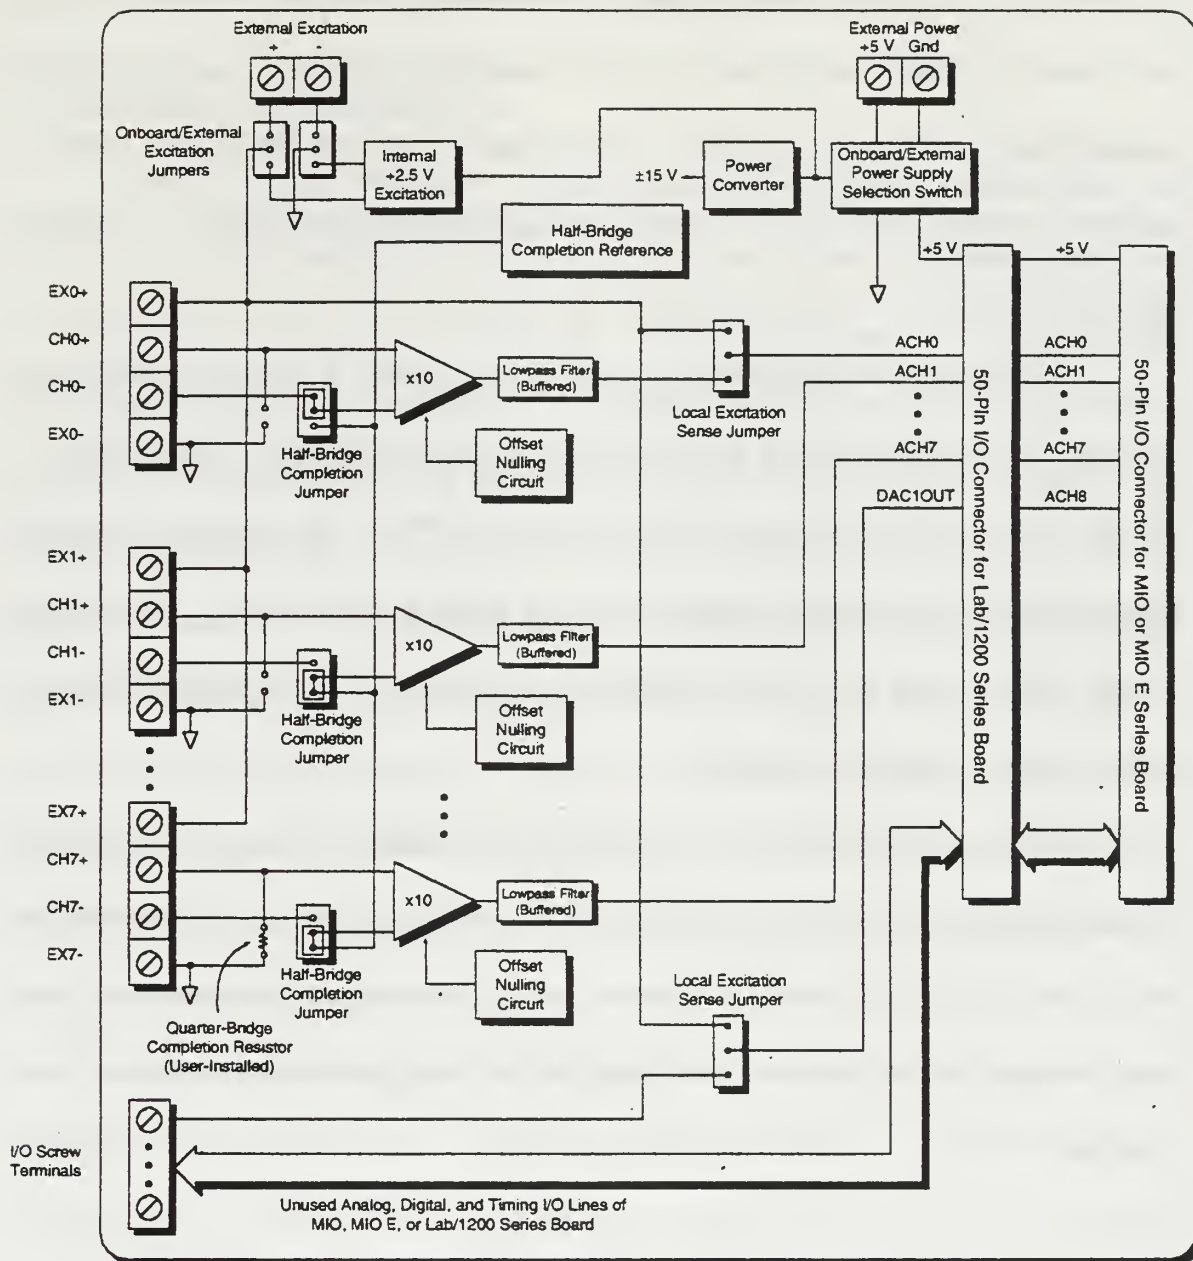 External Excitation
+ -
External Power
+5 V Gnd
Onboard/External
Excitation
Jumpers
Internal
+2.5 V
Excitation
±15 V
Power
Converter
Onboard/External
Power Supply
Selection Switch
Half-Bridge
Completion Reference
+5 V
+5 V
EX0+
CH0+
CH0-
EX0-
x10
Lowpass Filter
(Buffered)
Half-Bridge
Completion
Jumper
Offset
Nulling
Circuit
Local Excitation
Sense Jumper
ACH0
ACH1
ACH7
DAC1OUT
50-Pin I/O Connector for Lab/1200 Series Board
ACH0
ACH1
ACH7
ACH8
50-Pin I/O Connector for MIO or MIO E Series Board
EX1+
CH1+
CH1-
EX1-
x10
Lowpass Filter
(Buffered)
Half-Bridge
Completion
Jumper
Offset
Nulling
Circuit
EX7+
CH7+
CH7-
EX7-
x10
Lowpass Filter
(Buffered)
Half-Bridge
Completion
Jumper
Offset
Nulling
Circuit
Quarter-Bridge
Completion Resistor
(User-Installed)
Local Excitation
Sense Jumper
I/O Screw
Terminals
Unused Analog, Digital, and Timing I/O Lines of
MIO, MIO E, or Lab/1200 Series Board